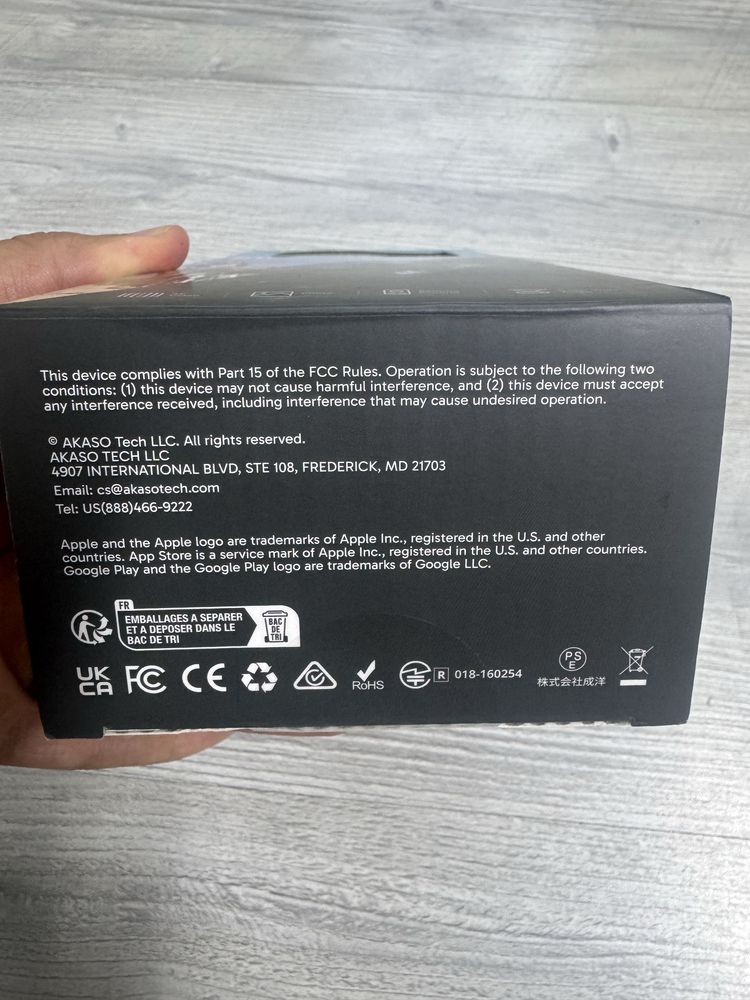 This device complies with Part 15 of the FCC Rules. Operation is subject to the following two
conditions: (1) this device may not cause harmful interference, and (2) this device must accept
any interference received, including interference that may cause undesired operation.
© AKASO Tech LLC. All rights reserved.
AKASO TECH LLC
4907 INTERNATIONAL BLVD, STE 108, FREDERICK, MD 21703
Email: cs@akasotech.com
Tel: US(888)466-9222
Apple and the Apple logo are trademarks of Apple Inc., registered in the U.S. and other
countries. App Store is a service mark of Apple Inc., registered in the U.S. and other countries.
Google Play and the Google Play logo are trademarks of Google LLC.
FR
EMBALLAGES A SEPARER
ET A DEPOSER DANS LE
BAC DE TRI
BAC
DE
TRI
UK
CA
FC
CE
RoHS
R 018-160254
PS
E
株式会社成洋